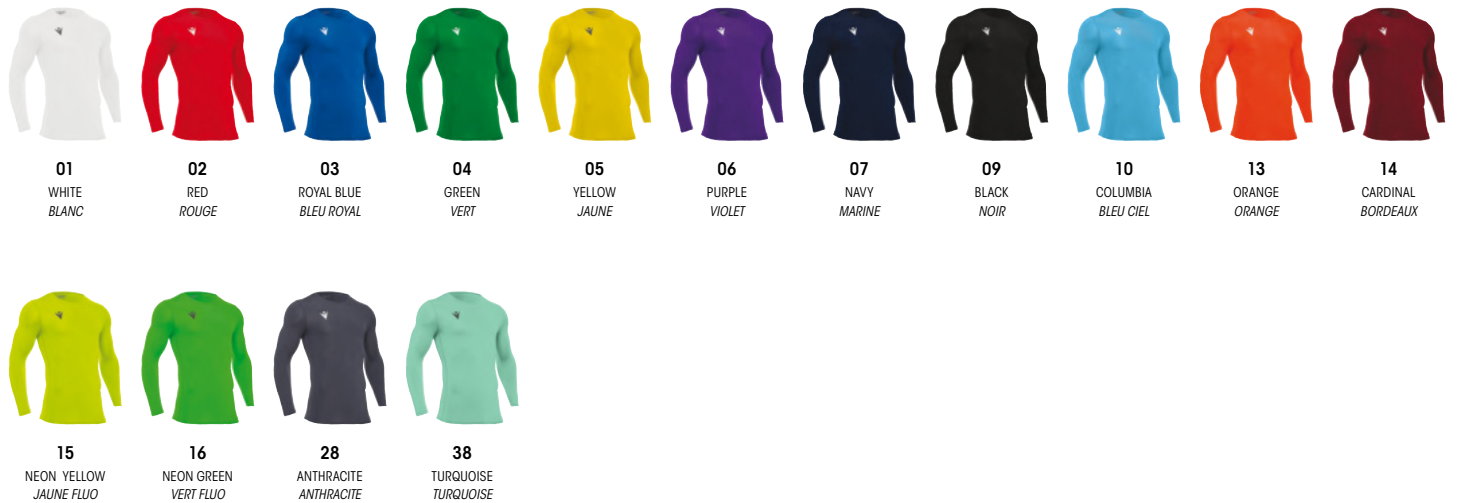 01
WHITE
BLANC
02
RED
ROUGE
03
ROYAL BLUE
BLEU ROYAL
04
GREEN
VERT
05
YELLOW
JAUNE
06
PURPLE
VIOLET
07
NAVY
MARINE
09
BLACK
NOIR
10
COLUMBIA
BLEU CIEL
13
ORANGE
ORANGE
14
CARDINAL
BORDEAUX
15
NEON YELLOW
JAUNE FLUO
16
NEON GREEN
VERT FLUO
28
ANTHRACITE
ANTHRACITE
38
TURQUOISE
TURQUOISE